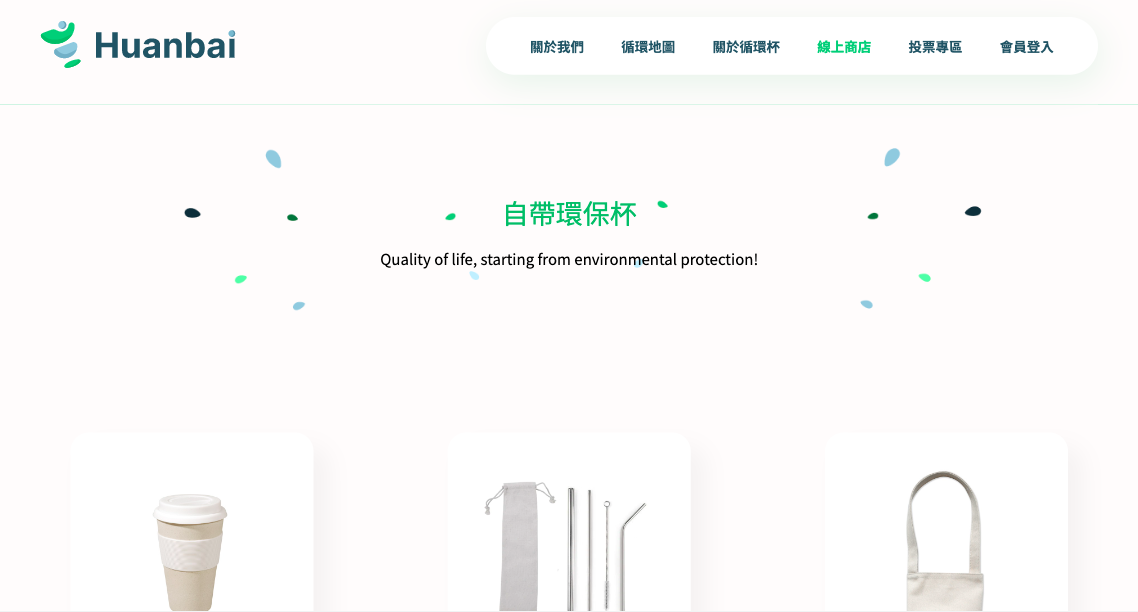 Huanbai
關於我們 循環地圖 關於循環杯 線上商店 投票專區 會員登入
自帶環保杯
Quality of life, starting from environmental protection!